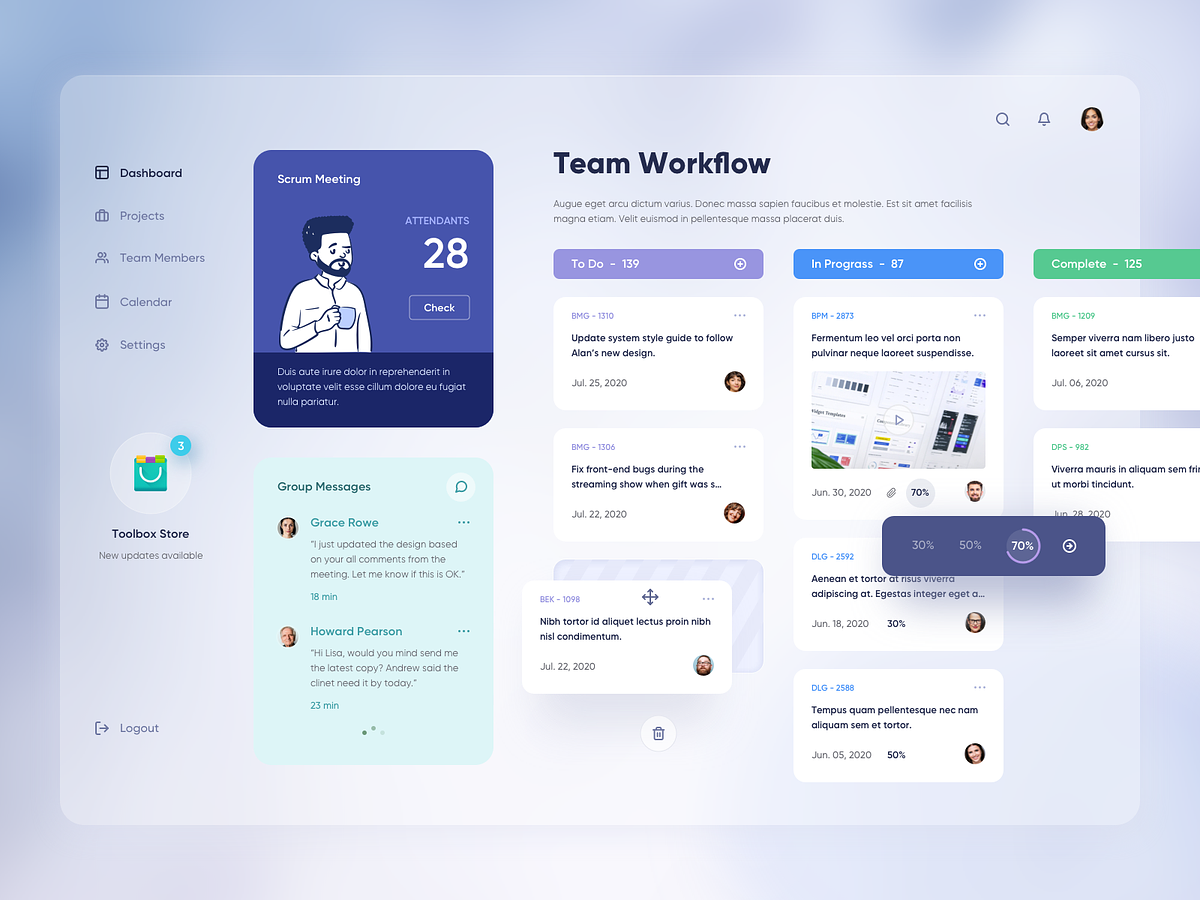 Dashboard
Projects
Team Members
Calendar
Settings
3
Toolbox Store
New updates available
Logout
Scrum Meeting
ATTENDANTS
28
Check
Duis aute irure dolor in reprehenderit in
voluptate velit esse cillum dolore eu fugiat
nulla pariatur.
Group Messages
Grace Rowe
"I just updated the design based
on your all comments from the
meeting. Let me know if this is OK."
18 min
Howard Pearson
"Hi Lisa, would you mind send me
the latest copy? Andrew said the
clinet need it by today."
23 min
Team Workflow
Augue eget arcu dictum varius. Donec massa sapien faucibus et molestie. Est sit amet facilisis
magna etiam. Velit euismod in pellentesque massa placerat duis.
To Do - 139
BMG - 1310
Update system style guide to follow
Alan's new design.
Jul. 25, 2020
BMG - 1306
Fix front-end bugs during the
streaming show when gift was s...
Jul. 22, 2020
BEK - 1098
Nibh tortor id aliquet lectus proin nibh
nisl condimentum.
Jul. 22, 2020
In Prograss - 87
BPM - 2873
Fermentum leo vel orci porta non
pulvinar neque laoreet suspendisse.
Widget Templates
Jun. 30, 2020
70%
30%
50%
70%
DLG - 2592
Aenean et tortor at risus viverra
adipiscing at. Egestas integer eget a...
Jun. 18, 2020
30%
DLG - 2588
Tempus quam pellentesque nec nam
aliquam sem et tortor.
Jun. 05, 2020
50%
Complete - 125
BMG - 1209
Semper viverra nam libero justo
laoreet sit amet cursus sit.
Jul. 06, 2020
DPS - 982
Viverra mauris in aliquam sem frin
ut morbi tincidunt.
Jun. 28, 2020